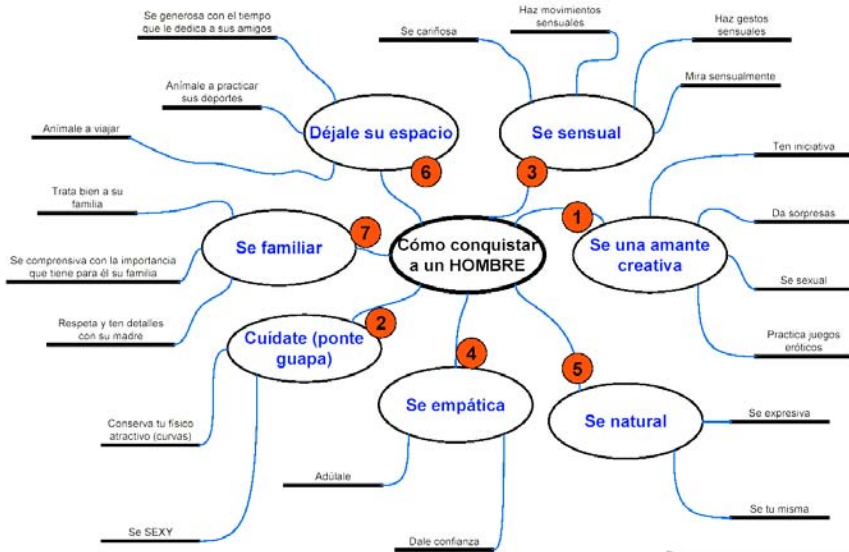 Cómo conquistar
a un HOMBRE
1
Se una amante
creativa
Ten iniciativa
Da sorpresas
Se sexual
Practica juegos
eróticos
2
Cuídate (ponte
guapa)
Conserva tu físico
atractivo (curvas)
Se SEXY
3
Se sensual
Se cariñosa
Haz movimientos
sensuales
Haz gestos
sensuales
Mira sensualmente
4
Se empática
Adúlale
Dale confianza
5
Se natural
Se expresiva
Se tu misma
6
Déjale su espacio
Se generosa con el tiempo
que le dedica a sus amigos
Anímale a practicar
sus deportes
Anímale a viajar
7
Se familiar
Trata bien a su
familia
Se comprensiva con la importancia
que tiene para él su familia
Respeta y ten detalles
con su madre